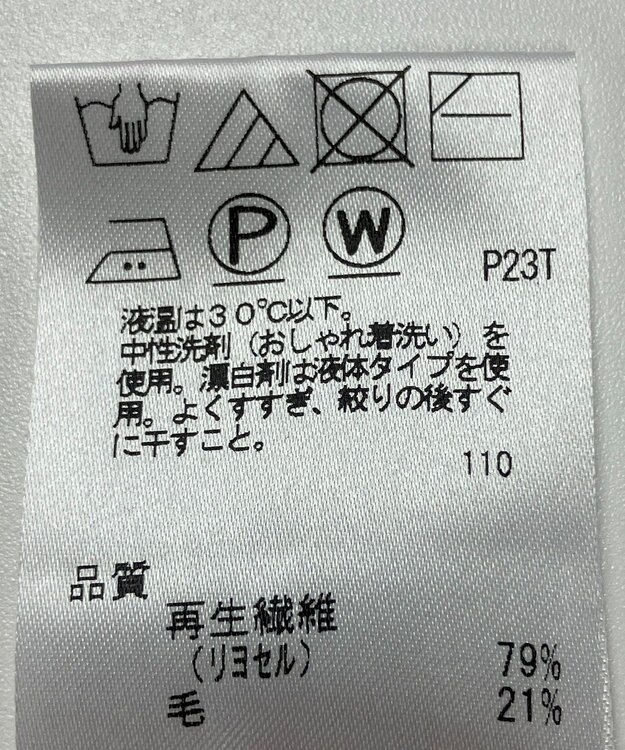 P
W
P23T
液温は30℃以下。
中性洗剤（おしゃれ着洗い）を
使用。漂白剤は液体タイプを使
用。よくすすぎ、絞りの後すぐ
に干すこと。
110
品質
再生繊維
（リヨセル） 79%
毛 21%